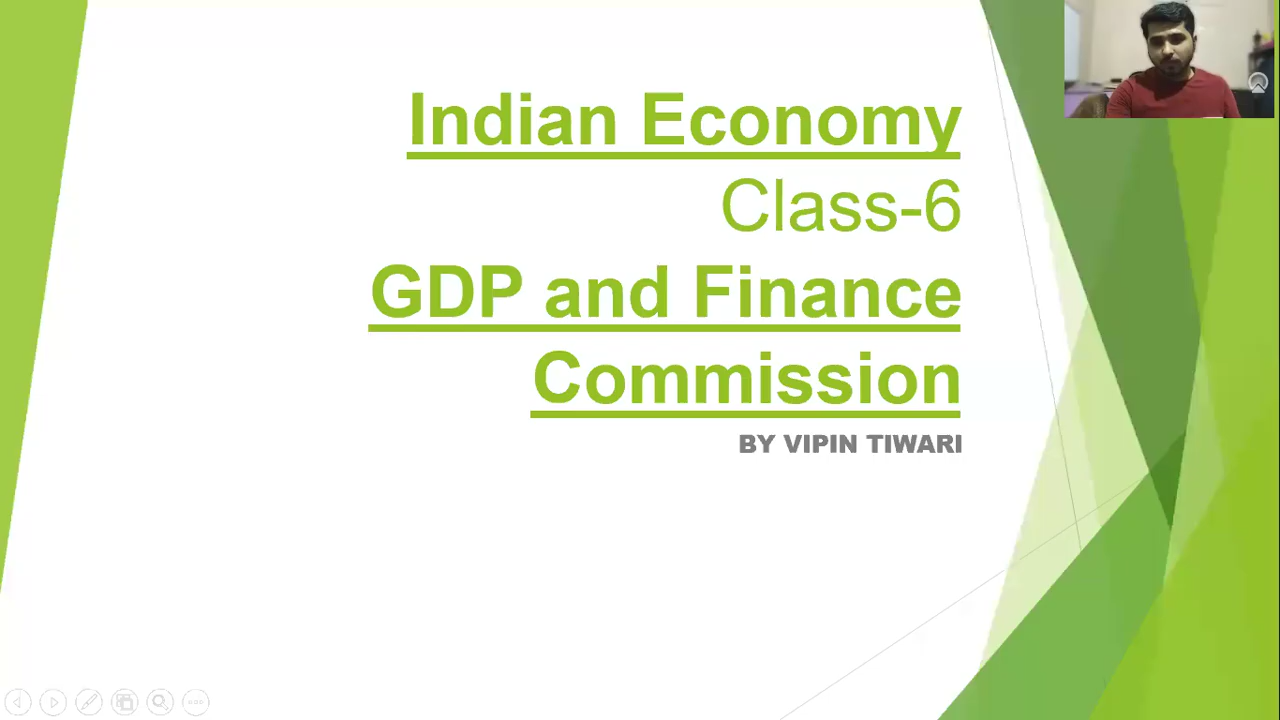 Indian Economy
Class-6
GDP and Finance
Commission
BY VIPIN TIWARI